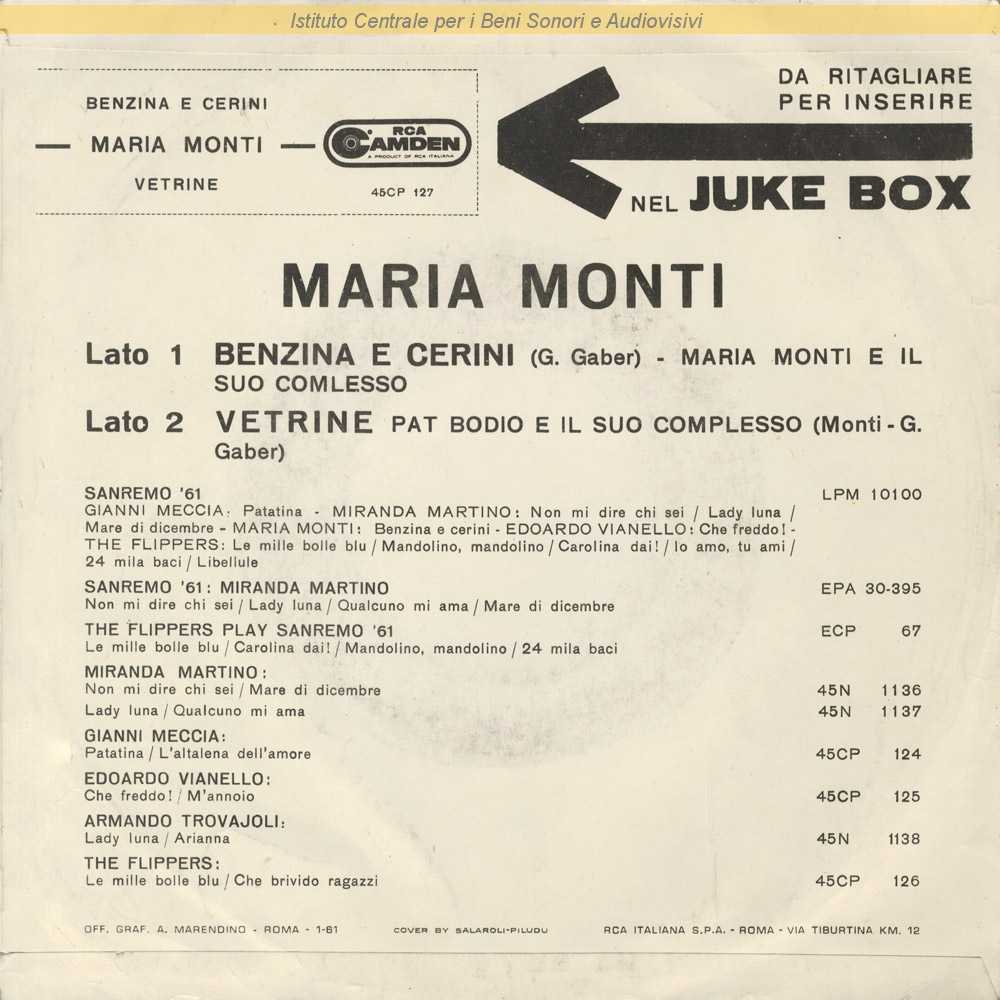 Istituto Centrale per i Beni Sonori e Audiovisivi
BENZINA E CERINI
MARIA MONTI
VETRINE
RCA
CAMDEN
A PRODUCT OF RCA ITALIANA
45CP 127
DA RITAGLIARE
PER INSERIRE
NEL JUKE BOX
MARIA MONTI
Lato 1 BENZINA E CERINI (G. Gaber) - MARIA MONTI E IL
SUO COMLESSO
Lato 2 VETRINE PAT BODIO E IL SUO COMPLESSO (Monti - G.
Gaber)
SANREMO '61 LPM 10100
GIANNI MECCIA: Patatina - MIRANDA MARTINO: Non mi dire chi sei / Lady luna /
Mare di dicembre - MARIA MONTI: Benzina e cerini - EDOARDO VIANELLO: Che freddo! -
THE FLIPPERS: Le mille bolle blu / Mandolino, mandolino / Carolina dai! / Io amo, tu ami /
24 mila baci / Libellule
SANREMO '61: MIRANDA MARTINO EPA 30-395
Non mi dire chi sei / Lady luna / Qualcuno mi ama / Mare di dicembre
THE FLIPPERS PLAY SANREMO '61 ECP 67
Le mille bolle blu / Carolina dai! / Mandolino, mandolino / 24 mila baci
MIRANDA MARTINO:
Non mi dire chi sei / Mare di dicembre 45N 1136
Lady luna / Qualcuno mi ama 45N 1137
GIANNI MECCIA:
Patatina / L'altalena dell'amore 45CP 124
EDOARDO VIANELLO:
Che freddo! / M'annoio 45CP 125
ARMANDO TROVAJOLI:
Lady luna / Arianna 45N 1138
THE FLIPPERS:
Le mille bolle blu / Che brivido ragazzi 45CP 126
OFF. GRAF. A. MARENDINO - ROMA - 1-61 COVER BY SALAROLI-PILUDU RCA ITALIANA S.P.A. - ROMA - VIA TIBURTINA KM. 12